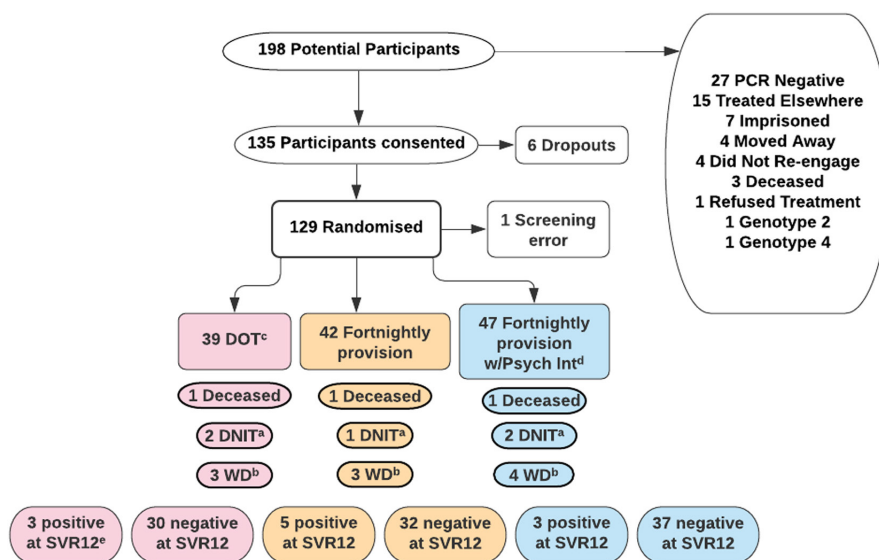 198 Potential Participants
27 PCR Negative
15 Treated Elsewhere
7 Imprisoned
4 Moved Away
4 Did Not Re-engage
3 Deceased
1 Refused Treatment
1 Genotype 2
1 Genotype 4
135 Participants consented
6 Dropouts
129 Randomised
1 Screening
error
39 DOTᶜ
42 Fortnightly
provision
47 Fortnightly
provision
w/Psych Intᵈ
1 Deceased
1 Deceased
1 Deceased
2 DNITᵃ
1 DNITᵃ
2 DNITᵃ
3 WDᵇ
3 WDᵇ
4 WDᵇ
3 positive
at SVR12ᵉ
30 negative
at SVR12
5 positive
at SVR12
32 negative
at SVR12
3 positive
at SVR12
37 negative
at SVR12